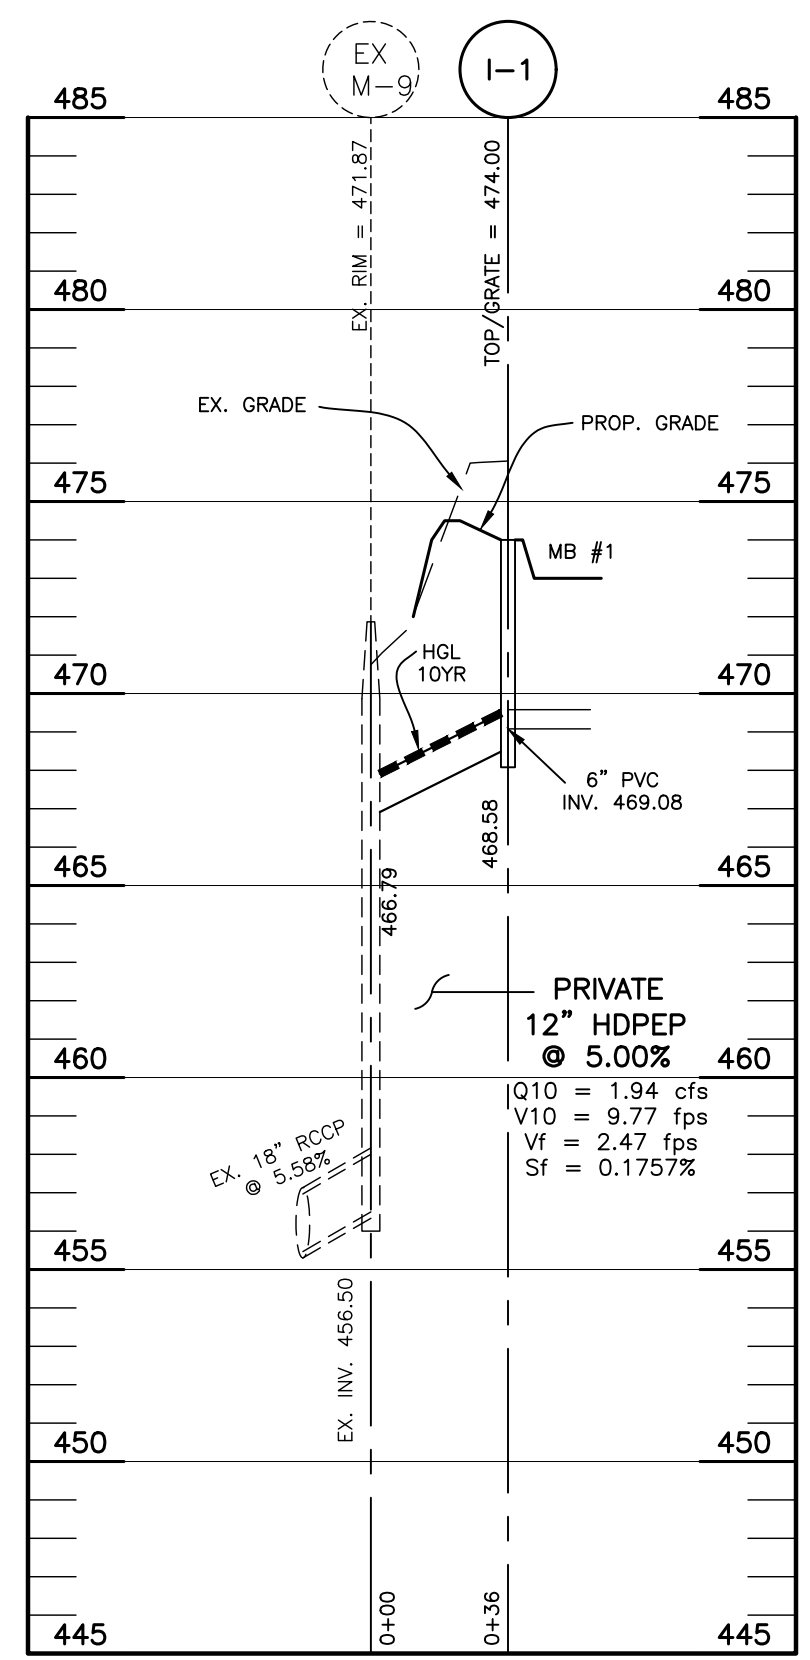 EX
M-9
I-1
485
485
EX. RIM = 471.87
TOP/GRATE = 474.00
480
480
EX. GRADE
PROP. GRADE
475
475
MB #1
HGL
10YR
470
470
6” PVC
INV. 469.08
468.58
466.79
465
465
PRIVATE
12” HDPEP
@ 5.00%
460
460
Q10 = 1.94 cfs
V10 = 9.77 fps
Vf = 2.47 fps
Sf = 0.1757%
EX. 18” RCCP
@ 5.58%
455
455
EX. INV. 456.50
450
450
0+00
0+36
445
445